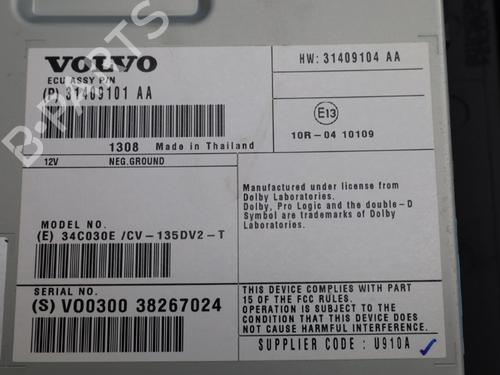 VOLVO
ECU ASSY P/N
(P) 31409101 AA
1308 Made in Thailand
12V NEG.GROUND
MODEL NO.
(E) 34C030E /CV-135DV2-T
SERIAL NO.
(S) VO0300 38267024
HW: 31409104 AA
E13
10R-04 10109
Manufactured under license from
Dolby Laboratories.
Dolby, Pro Logic and the double-D
Symbol are trademarks of Dolby
Laboratories.
THIS DEVICE COMPLIES WITH PART
15 OF THE FCC RULES.
OPERATION IS SUBJECT TO THE
CONDITION THAT THIS DEVICE DOES
NOT CAUSE HARMFUL INTERFERENCE.
SUPPLIER CODE : U910A
B-PARTS